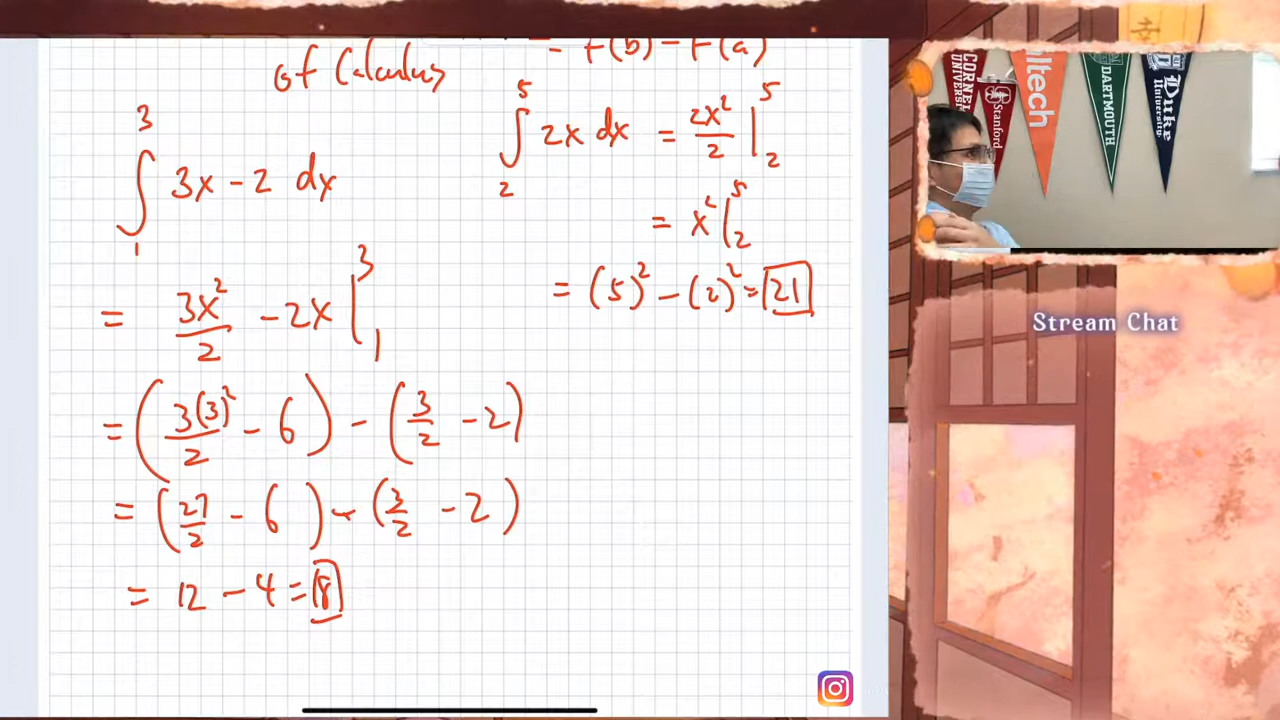 of Calculus
= F(b) - F(a)
∫₁³ 3x - 2 dx
= 3x²/2 - 2x |₁³
= (3(3)²/2 - 6) - (3/2 - 2)
= (27/2 - 6) - (3/2 - 2)
= 12 - 4 = 8
∫₂⁵ 2x dx = 2x²/2 |₂⁵
= x² |₂⁵
= (5)² - (2)² = 21
CORNELL
UNIVERSITY
Stanford
ltech
DARTMOUTH
Duke
University
Stream Chat